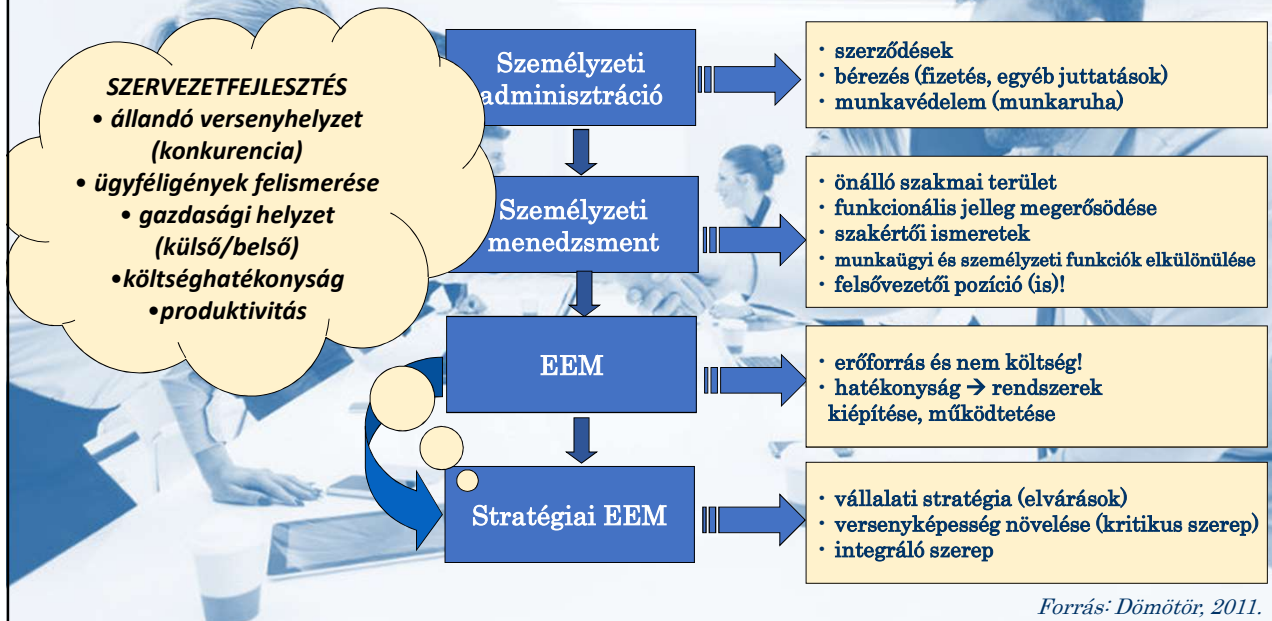 SZERVEZETFEJLESZTÉS
• állandó versenyhelyzet
(konkurencia)
• ügyféligények felismerése
• gazdasági helyzet
(külső/belső)
•költséghatékonyság
•produktivitás
Személyzeti
adminisztráció
• szerződések
• bérezés (fizetés, egyéb juttatások)
• munkavédelem (munkaruha)
Személyzeti
menedzsment
• önálló szakmai terület
• funkcionális jelleg megerősödése
• szakértői ismeretek
• munkaügyi és személyzeti funkciók elkülönülése
• felsővezetői pozíció (is)!
EEM
• erőforrás és nem költség!
• hatékonyság → rendszerek
kiépítése, működtetése
Stratégiai EEM
• vállalati stratégia (elvárások)
• versenyképesség növelése (kritikus szerep)
• integráló szerep
Forrás: Dömötör, 2011.